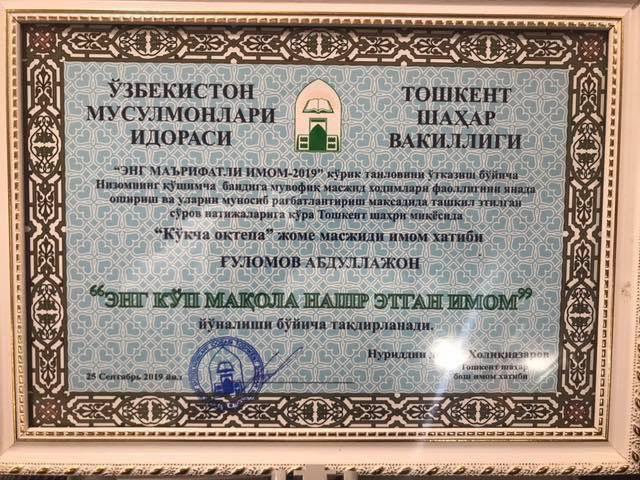 ЎЗБЕКИСТОН
МУСУЛМОНЛАРИ
ИДОРАСИ
ТОШКЕНТ
ШАҲАР
ВАКИЛЛИГИ
“ЭНГ МАЪРИФАТЛИ ИМОМ-2019” кўрик танловини ўтказиш бўйича
Низомнинг қўшимча бандига мувофиқ масжид ходимлари фаоллигини янада
ошириш ва уларни муносиб рағбатлантириш мақсадида ташкил этилган
сўров натижаларига кўра Тошкент шаҳри миқёсида
“Кўкча оқтепа” жоме масжиди имом хатиби
ҒУЛОМОВ АБДУЛЛАЖОН
“ЭНГ КЎП МАҚОЛА НАШР ЭТГАН ИМОМ”
йўналиши бўйича тақдирланади.
Нуриддин Холиқназаров
Тошкент шаҳар
бош имом хатиби
25 Сентябрь 2019 йил